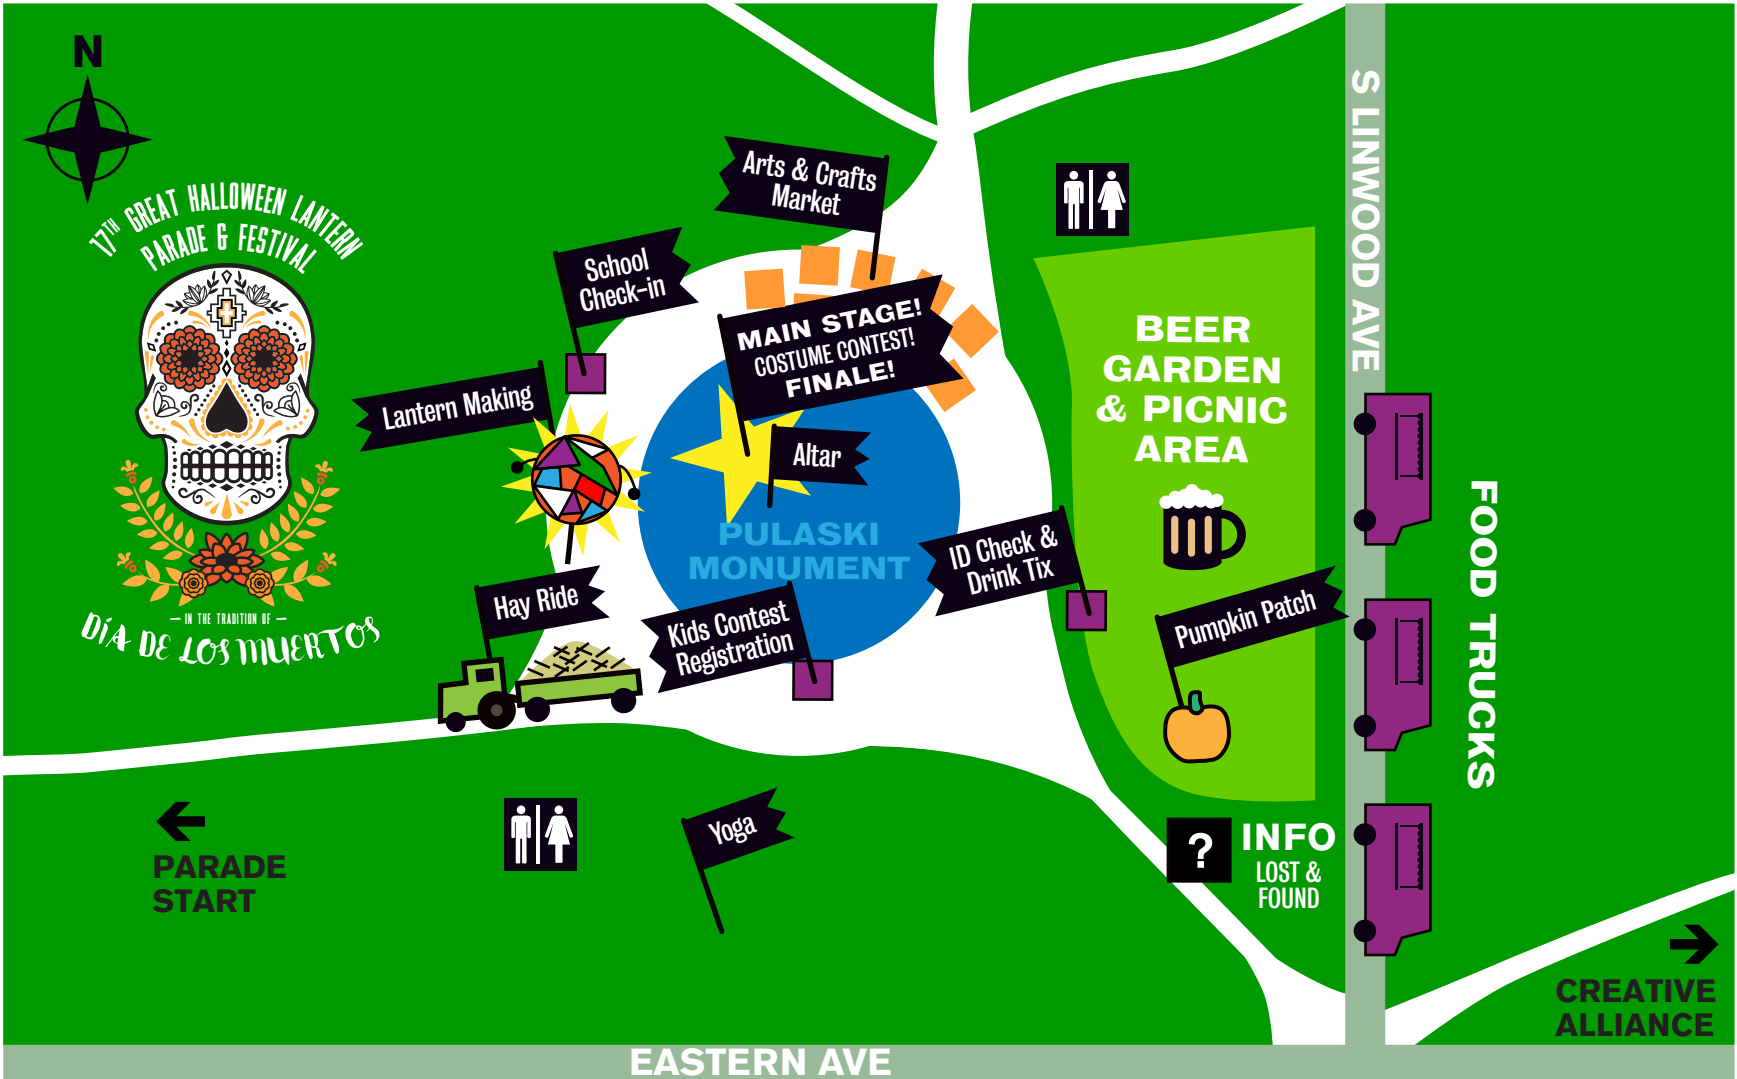 N
17TH GREAT HALLOWEEN LANTERN
PARADE & FESTIVAL
IN THE TRADITION OF
DÍA DE LOS MUERTOS
Arts & Crafts
Market
School
Check-in
MAIN STAGE!
COSTUME CONTEST!
FINALE!
Lantern Making
Altar
PULASKI
MONUMENT
Hay Ride
Kids Contest
Registration
ID Check &
Drink Tix
BEER
GARDEN
& PICNIC
AREA
Pumpkin Patch
S LINWOOD AVE
FOOD TRUCKS
PARADE
START
Yoga
?
INFO
LOST &
FOUND
CREATIVE
ALLIANCE
EASTERN AVE